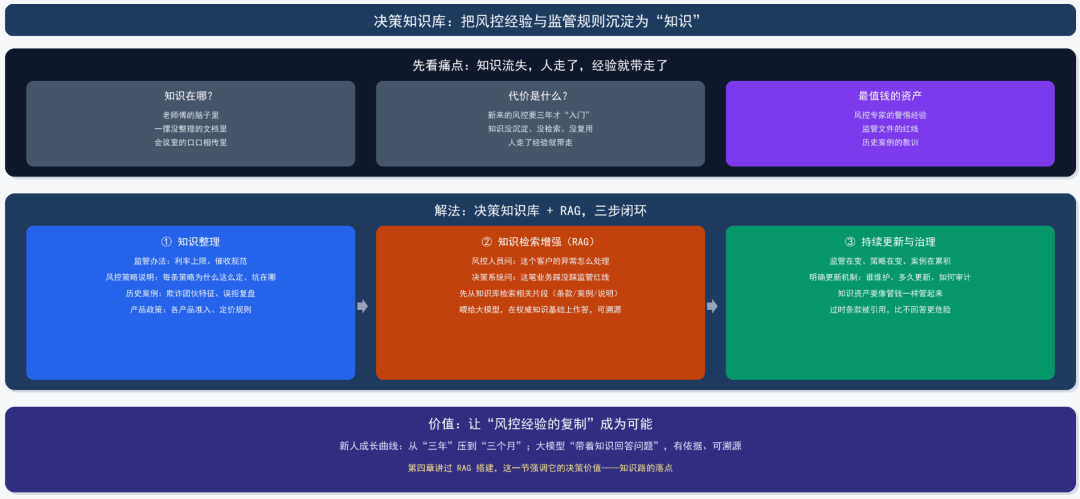 决策知识库：把风控经验与监管规则沉淀为“知识”
先看痛点：知识流失，人走了，经验就带走了
知识在哪？
老师傅的脑子里
一摞没整理的文档里
会议室的口口相传里
代价是什么？
新来的风控要三年才“入门”
知识没沉淀、没检索、没复用
人走了经验就带走
最值钱的资产
风控专家的警惕经验
监管文件的红线
历史案例的教训
解法：决策知识库 + RAG，三步闭环
① 知识整理
监管办法：利率上限、催收规范
风控策略说明：每条策略为什么这么定、坑在哪
历史案例：欺诈团伙特征、误拒复盘
产品政策：各产品准入、定价规则
② 知识检索增强（RAG）
风控人员问：这个客户的异常怎么处理
决策系统问：这笔业务踩没踩监管红线
先从知识库检索相关片段（条款/案例/说明）
喂给大模型，在权威知识基础上作答，可溯源
③ 持续更新与治理
监管在变、策略在变、案例在累积
明确更新机制：谁维护、多久更新、如何审计
知识资产要像管钱一样管起来
过时条款被引用，比不回答更危险
价值：让“风控经验的复制”成为可能
新人成长曲线：从“三年”压到“三个月”；大模型“带着知识回答问题”，有依据、可溯源
第四章讲过 RAG 搭建，这一节强调它的决策价值——知识路的落点